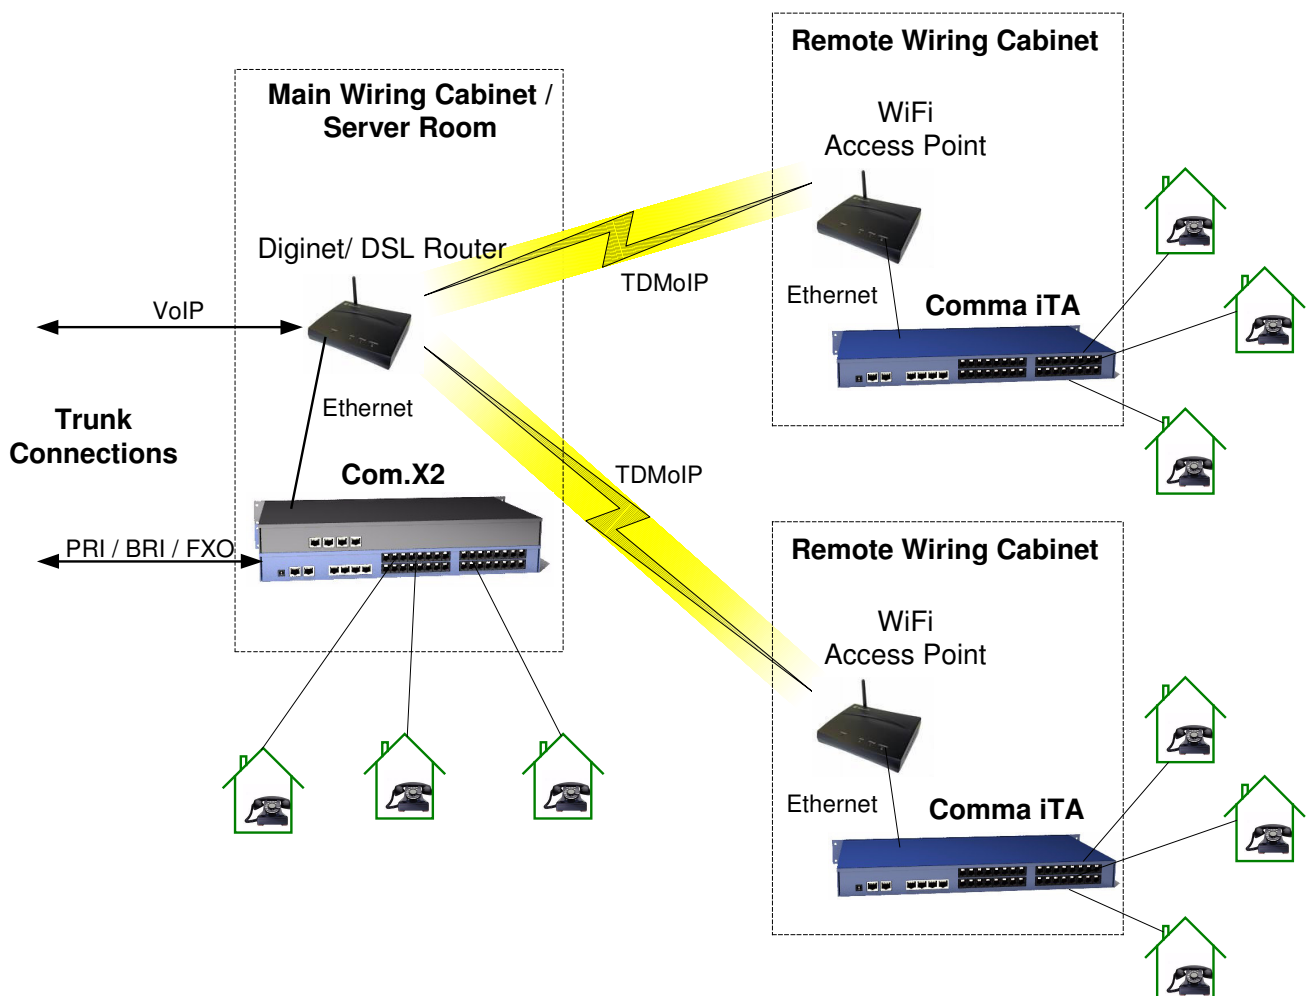 Remote Wiring Cabinet
Main Wiring Cabinet /
Server Room
WiFi
Access Point
Diginet/ DSL Router
TDMoIP
Ethernet
Comma iTA
VoIP
Ethernet
Trunk
Connections
Com.X2
TDMoIP
PRI / BRI / FXO
Remote Wiring Cabinet
WiFi
Access Point
Ethernet
Comma iTA